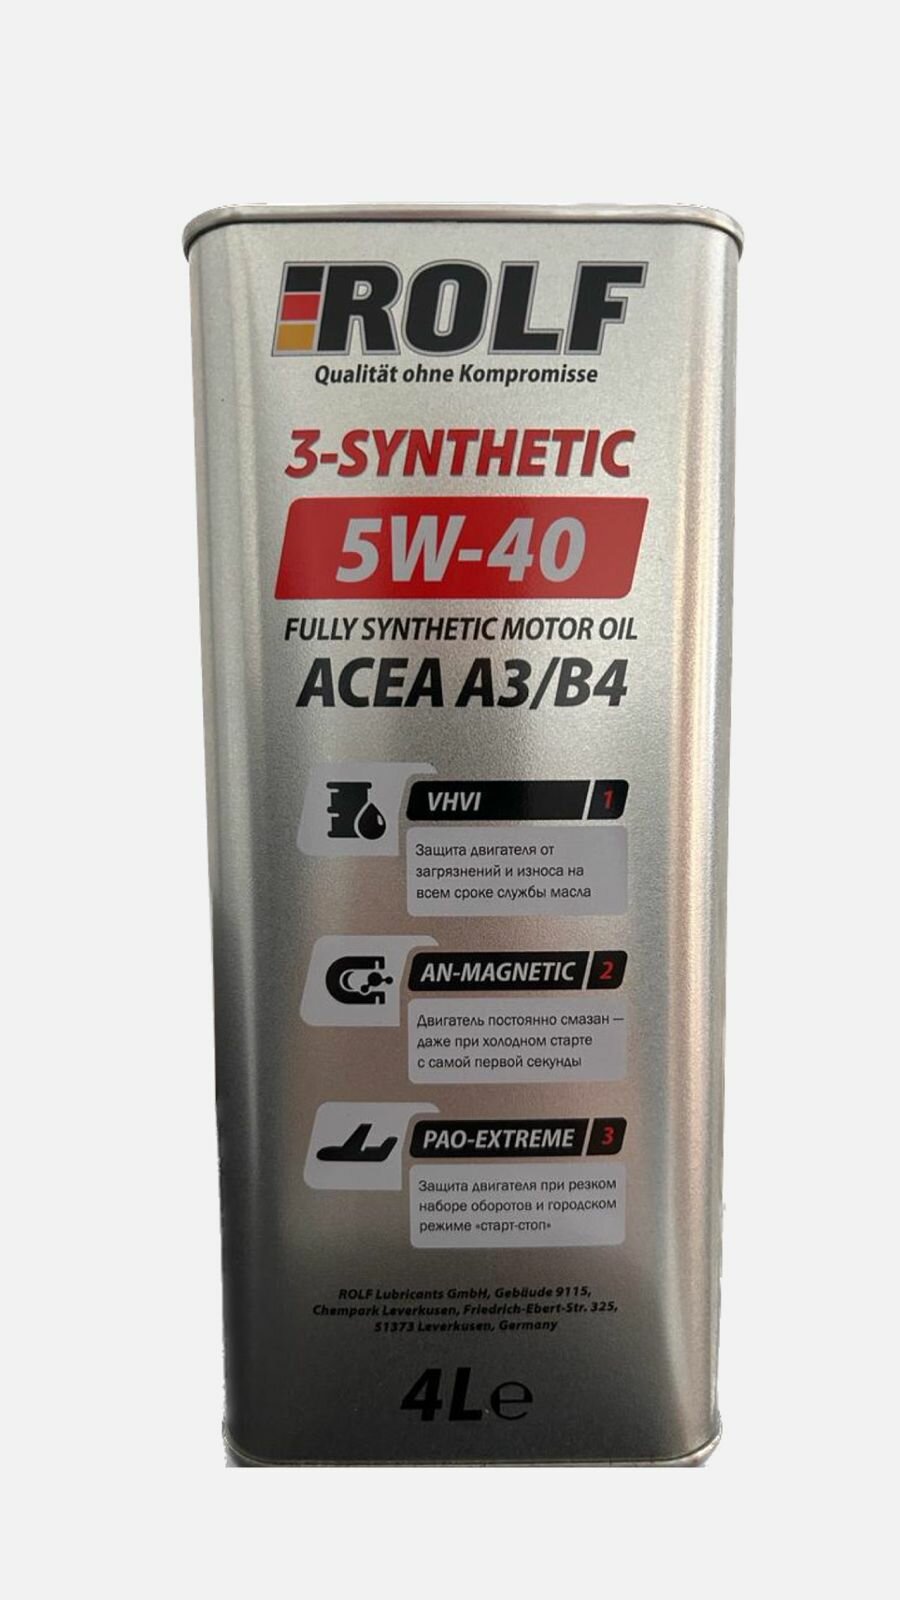 ROLF
Qualität ohne Kompromisse
3-SYNTHETIC
5W-40
FULLY SYNTHETIC MOTOR OIL
ACEA A3/B4
VHVI 1
Защита двигателя от
загрязнений и износа на
всем сроке службы масла
AN-MAGNETIC 2
Двигатель постоянно смазан —
даже при холодном старте
с самой первой секунды
PAO-EXTREME 3
Защита двигателя при резком
наборе оборотов и городском
режиме «старт-стоп»
ROLF Lubricants GmbH, Gebäude 9115,
Chempark Leverkusen, Friedrich-Ebert-Str. 325,
51373 Leverkusen, Germany
4L℮